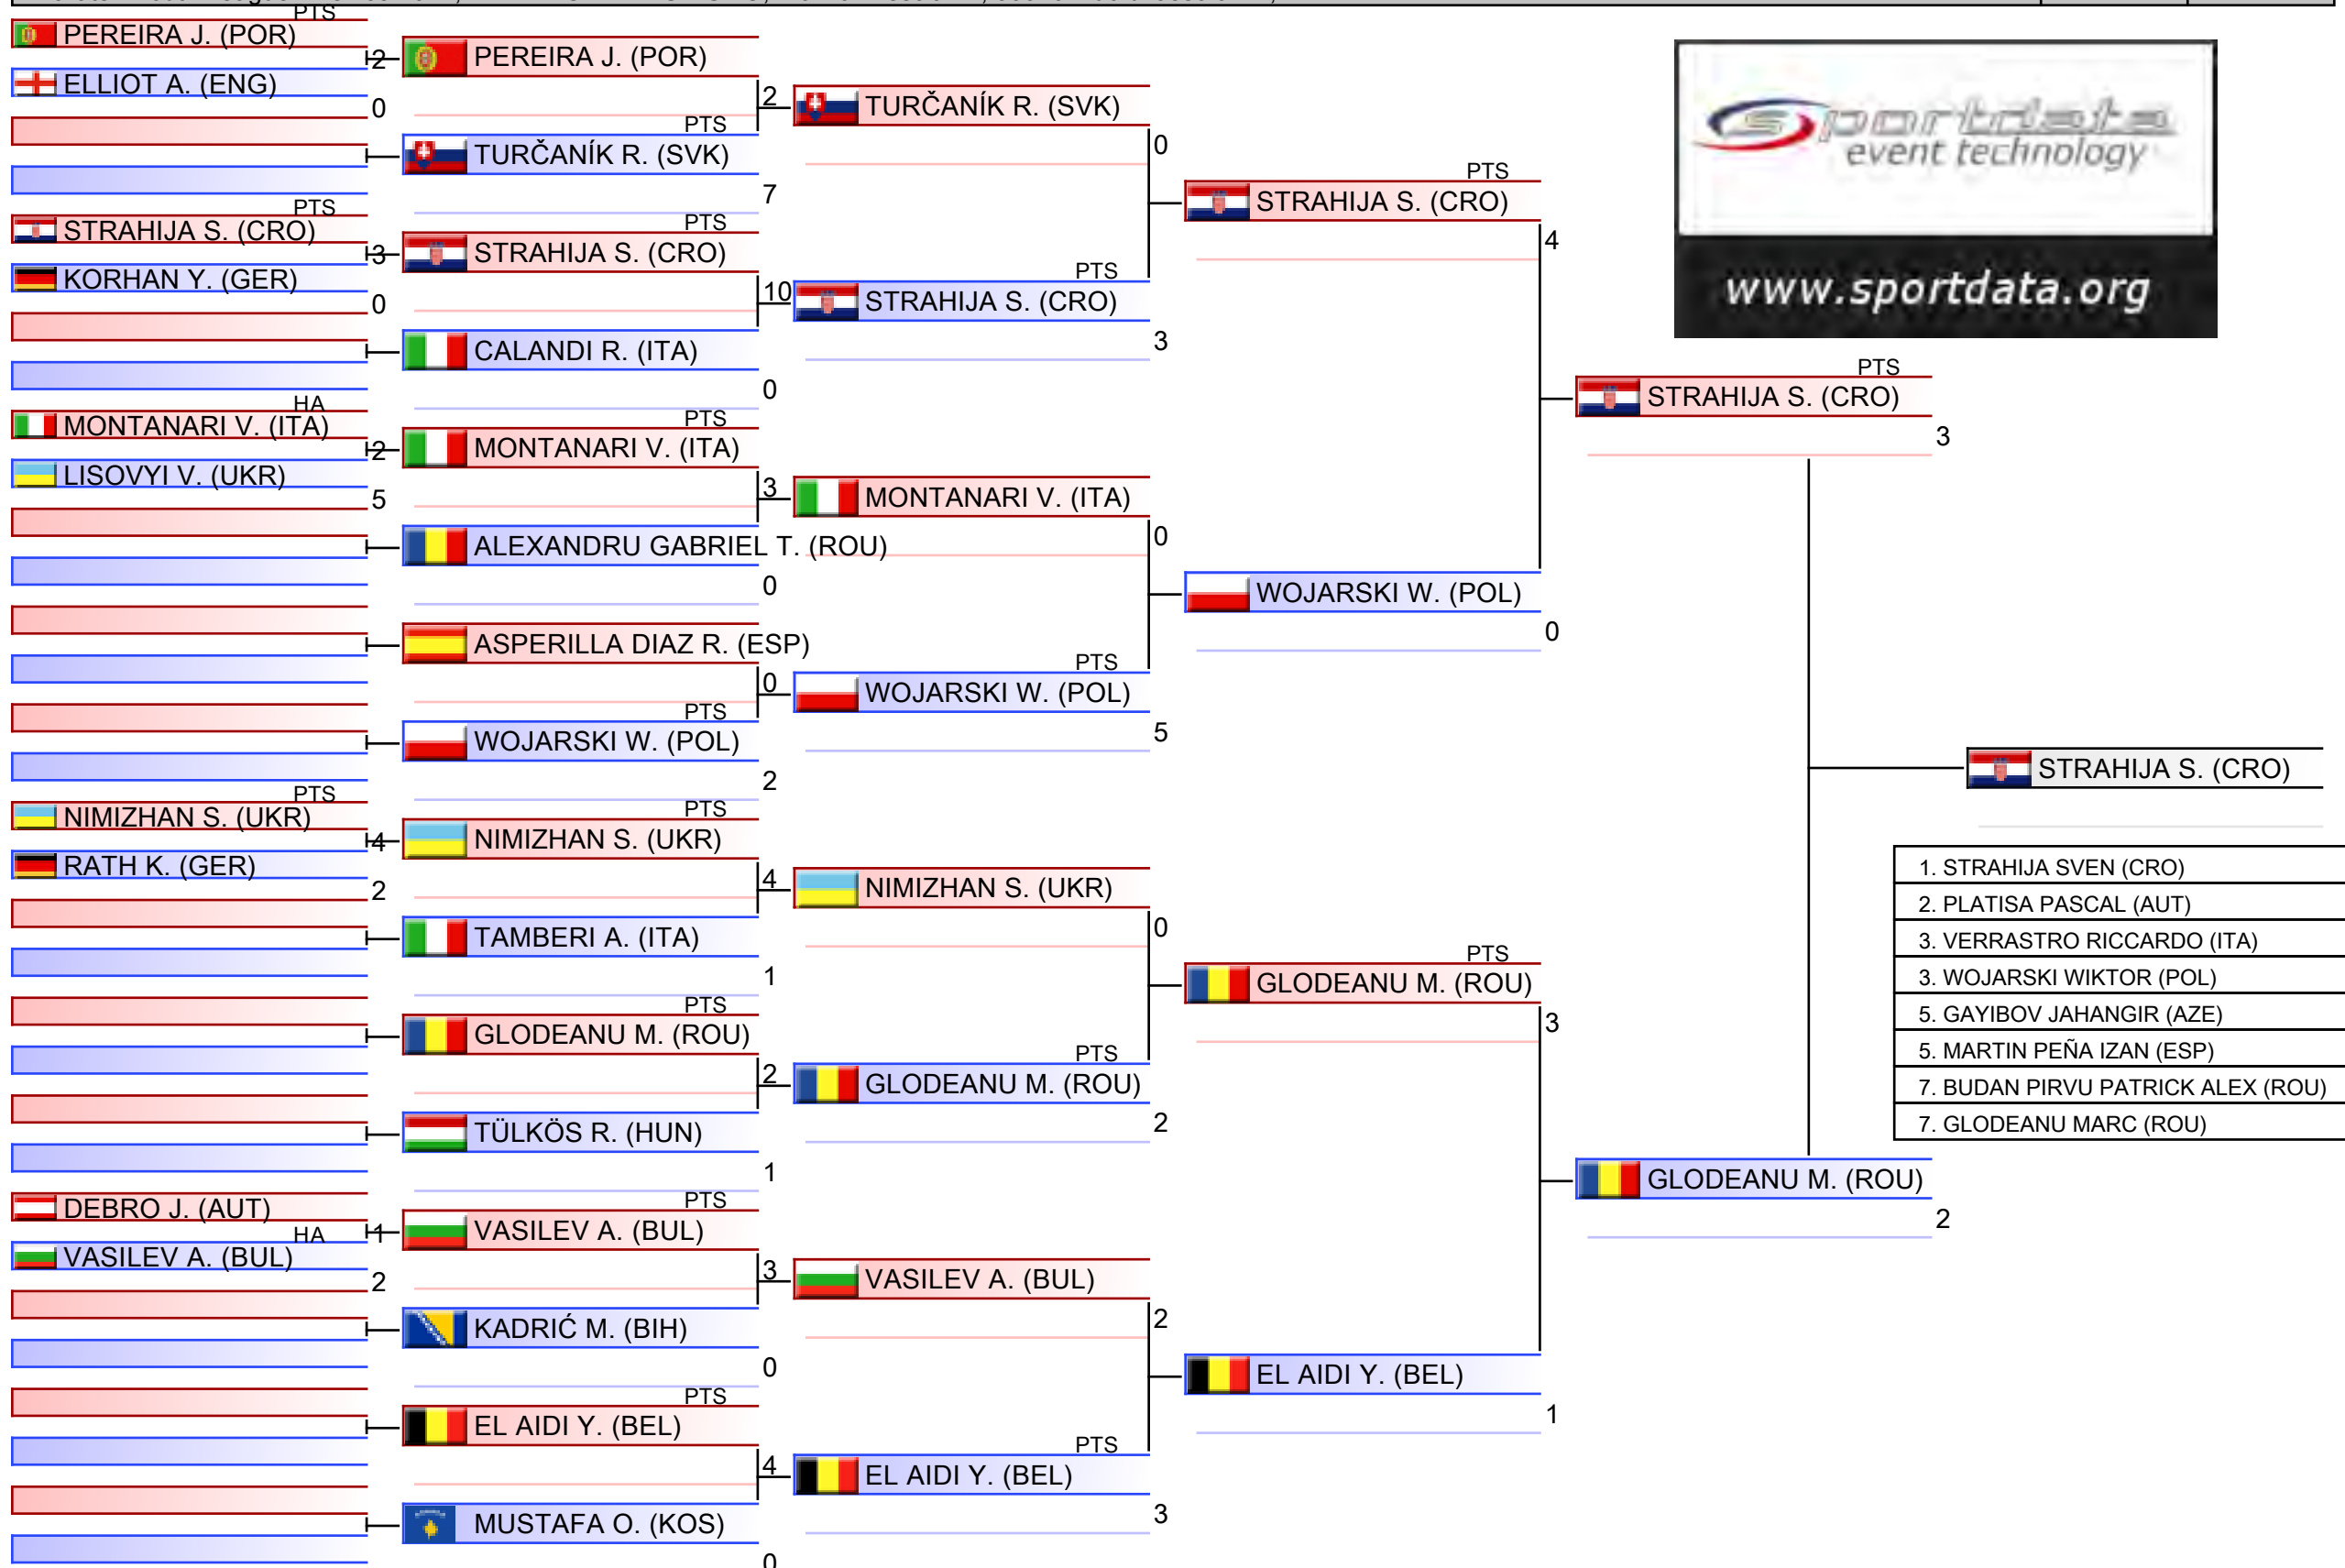 PTS
PEREIRA J. (POR)
2
ELLIOT A. (ENG)
0
PTS
STRAHIJA S. (CRO)
3
KORHAN Y. (GER)
0
HA
MONTANARI V. (ITA)
2
LISOVYI V. (UKR)
5
PTS
NIMIZHAN S. (UKR)
4
RATH K. (GER)
2
DEBRO J. (AUT)
1
HA
VASILEV A. (BUL)
2
PEREIRA J. (POR)
2
PTS
TURČANÍK R. (SVK)
7
PTS
STRAHIJA S. (CRO)
10
CALANDI R. (ITA)
0
PTS
MONTANARI V. (ITA)
3
ALEXANDRU GABRIEL T. (ROU)
0
ASPERILLA DIAZ R. (ESP)
0
PTS
WOJARSKI W. (POL)
2
PTS
NIMIZHAN S. (UKR)
4
TAMBERI A. (ITA)
1
PTS
GLODEANU M. (ROU)
2
TÜLKÖS R. (HUN)
1
PTS
VASILEV A. (BUL)
3
KADRIĆ M. (BIH)
0
PTS
EL AIDI Y. (BEL)
4
MUSTAFA O. (KOS)
0
TURČANÍK R. (SVK)
0
PTS
STRAHIJA S. (CRO)
3
MONTANARI V. (ITA)
0
PTS
WOJARSKI W. (POL)
5
NIMIZHAN S. (UKR)
0
PTS
GLODEANU M. (ROU)
2
VASILEV A. (BUL)
2
PTS
EL AIDI Y. (BEL)
3
PTS
STRAHIJA S. (CRO)
4
WOJARSKI W. (POL)
0
PTS
GLODEANU M. (ROU)
3
EL AIDI Y. (BEL)
1
PTS
STRAHIJA S. (CRO)
3
GLODEANU M. (ROU)
2
STRAHIJA S. (CRO)
sportdata
event technology
www.sportdata.org
1. STRAHIJA SVEN (CRO)
2. PLATISA PASCAL (AUT)
3. VERRASTRO RICCARDO (ITA)
3. WOJARSKI WIKTOR (POL)
5. GAYIBOV JAHANGIR (AZE)
5. MARTIN PEÑA IZAN (ESP)
7. BUDAN PIRVU PATRICK ALEX (ROU)
7. GLODEANU MARC (ROU)